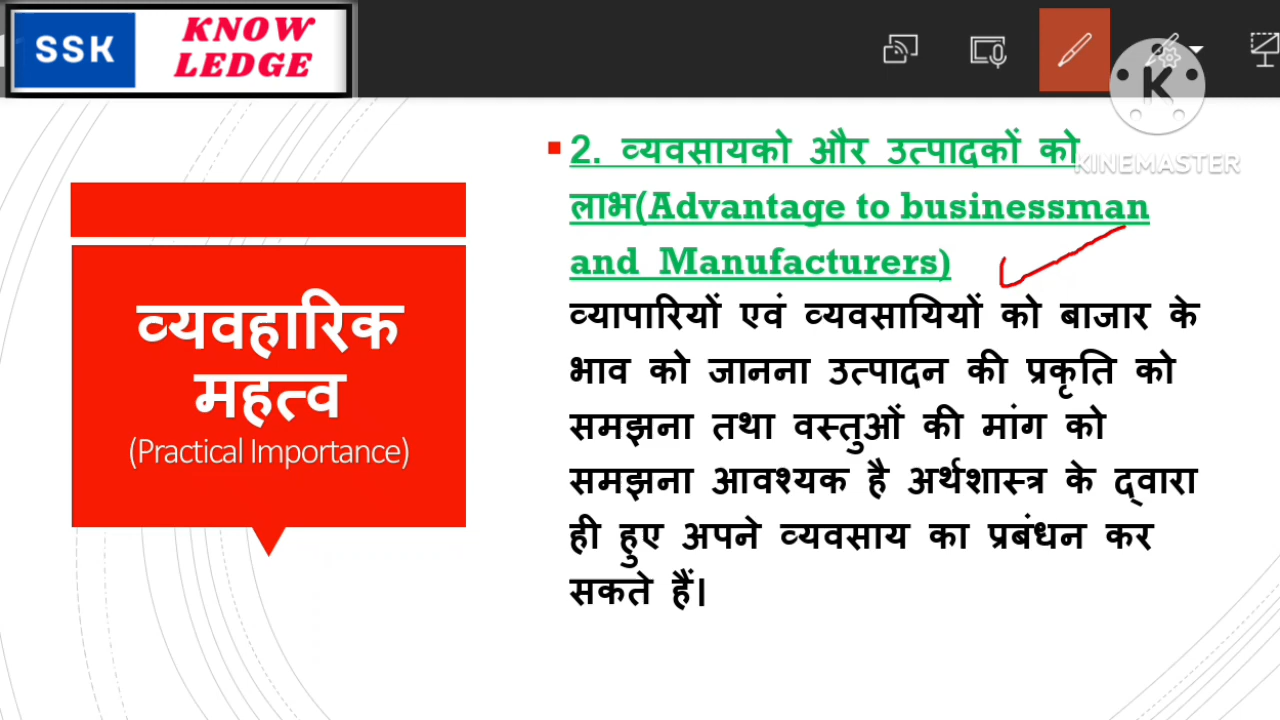 SSK
KNOW
LEDGE
K
KINEMASTER
व्यवहारिक
महत्व
(Practical Importance)
2. व्यवसायको और उत्पादकों को
लाभ(Advantage to businessman
and Manufacturers)
व्यापारियों एवं व्यवसायियों को बाजार के
भाव को जानना उत्पादन की प्रकृति को
समझना तथा वस्तुओं की मांग को
समझना आवश्यक है अर्थशास्त्र के द्वारा
ही हुए अपने व्यवसाय का प्रबंधन कर
सकते हैं।